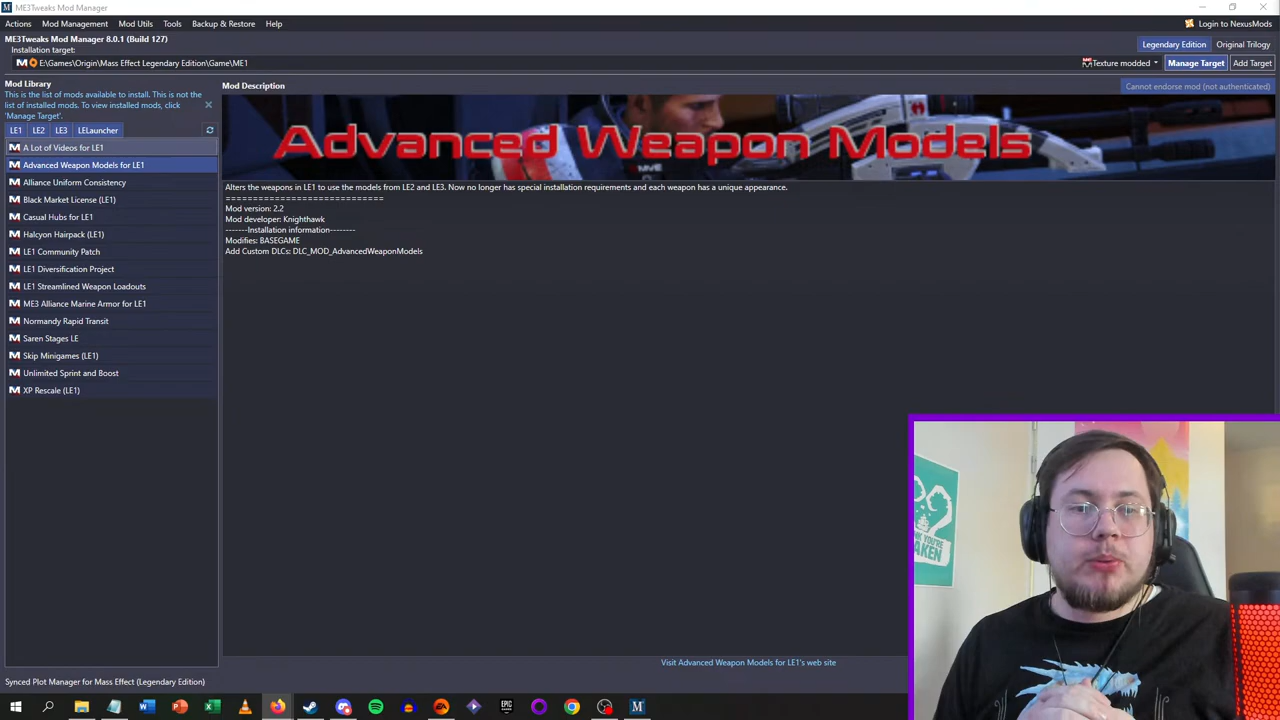 ME3Tweaks Mod Manager
Actions Mod Management Mod Utils Tools Backup & Restore Help
Login to NexusMods
ME3Tweaks Mod Manager 8.0.1 (Build 127)
Legendary Edition Original Trilogy
Installation target:
E:\Games\Origin\Mass Effect Legendary Edition\Game\ME1
Texture modded
Manage Target
Add Target
Mod Library
This is the list of mods available to install. This is not the
list of installed mods. To view installed mods, click
'Manage Target'.
LE1 LE2 LE3 LELauncher
A Lot of Videos for LE1
Advanced Weapon Models for LE1
Alliance Uniform Consistency
Black Market License (LE1)
Casual Hubs for LE1
Halcyon Hairpack (LE1)
LE1 Community Patch
LE1 Diversification Project
LE1 Streamlined Weapon Loadouts
ME3 Alliance Marine Armor for LE1
Normandy Rapid Transit
Saren Stages LE
Skip Minigames (LE1)
Unlimited Sprint and Boost
XP Rescale (LE1)
Mod Description
Cannot endorse mod (not authenticated)
Advanced Weapon Models
Alters the weapons in LE1 to use the models from LE2 and LE3. Now no longer has special installation requirements and each weapon has a unique appearance.
=============================
Mod version: 2.2
Mod developer: Knighthawk
-------Installation information--------
Modifies: BASEGAME
Add Custom DLCs: DLC_MOD_AdvancedWeaponModels
Visit Advanced Weapon Models for LE1's web site
Synced Plot Manager for Mass Effect (Legendary Edition)